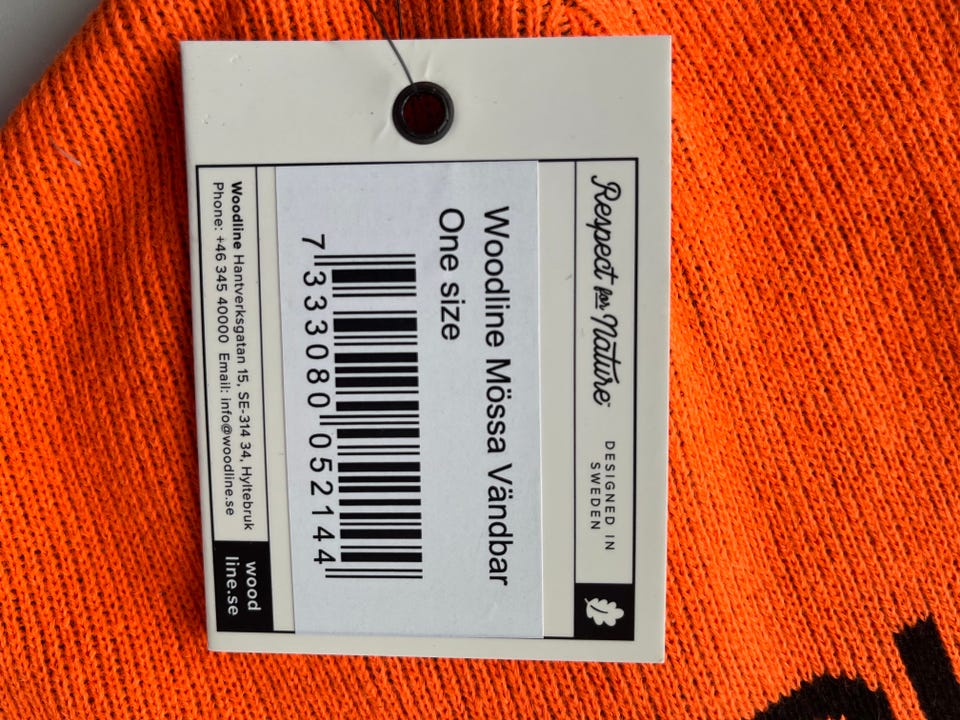 Respect for Nature
DESIGNED IN
SWEDEN
Woodline Mössa Vändbar
One size
7 333080 052144
Woodline Hantverksgatan 15, SE-314 34, Hyltebruk
Phone: +46 345 40000 Email: info@woodline.se
wood
line.se